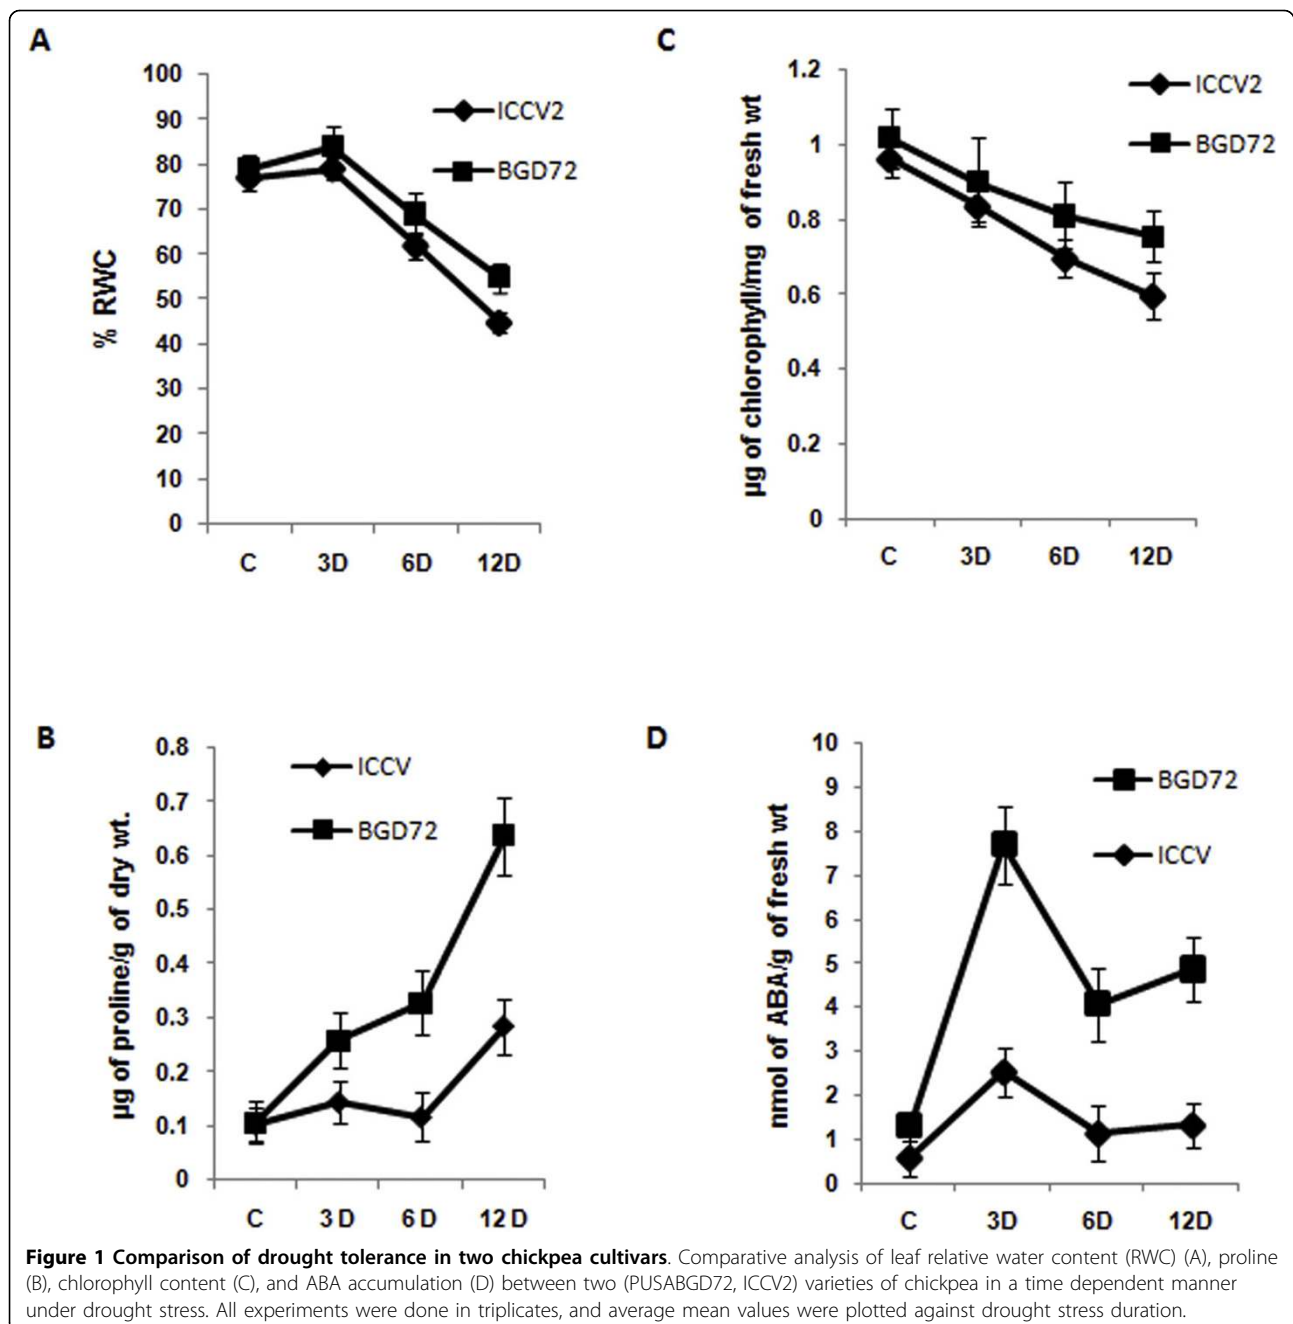 A
100
90
80
70
60
50
40
30
20
10
0
% RWC
C
3D
6D
12D
ICCV2
BGD72
C
1.2
1
0.8
0.6
0.4
0.2
0
µg of chlorophyll/mg of fresh wt
C
3D
6D
12D
ICCV2
BGD72
B
0.8
0.7
0.6
0.5
0.4
0.3
0.2
0.1
0
µg of proline/g of dry wt.
C
3 D
6 D
12 D
ICCV
BGD72
D
10
9
8
7
6
5
4
3
2
1
0
nmol of ABA/g of fresh wt
C
3D
6D
12D
BGD72
ICCV
Figure 1 Comparison of drought tolerance in two chickpea cultivars. Comparative analysis of leaf relative water content (RWC) (A), proline
(B), chlorophyll content (C), and ABA accumulation (D) between two (PUSABGD72, ICCV2) varieties of chickpea in a time dependent manner
under drought stress. All experiments were done in triplicates, and average mean values were plotted against drought stress duration.